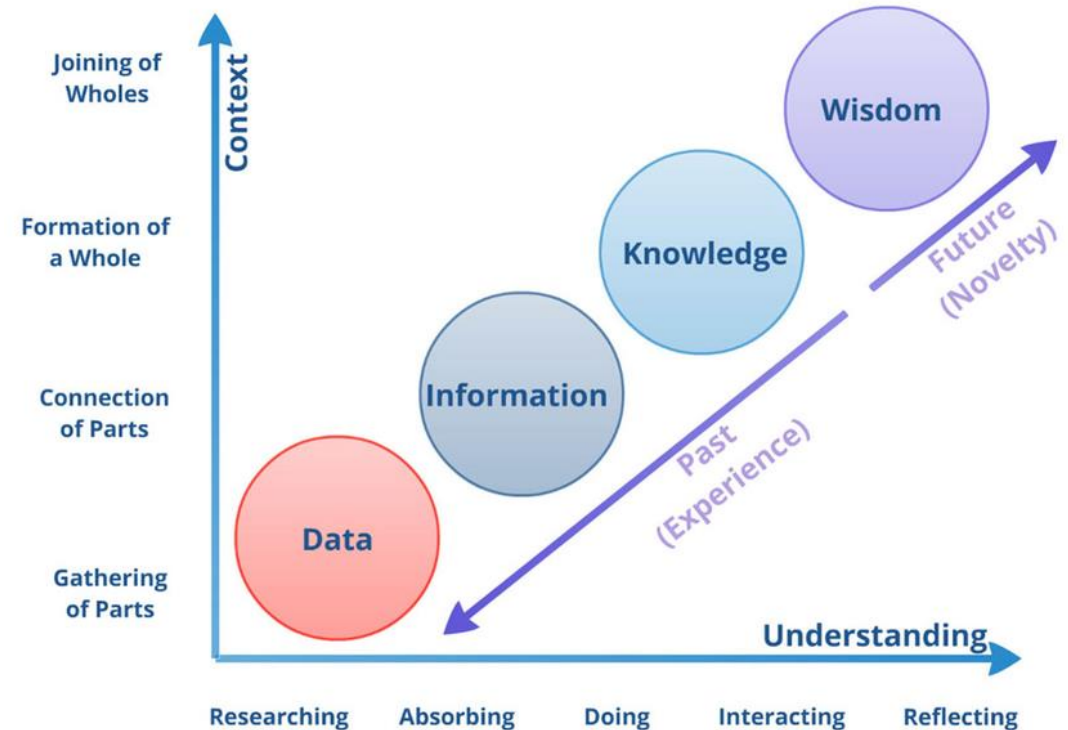 Joining of
Wholes
Context
Wisdom
Formation of
a Whole
Knowledge
Future
(Novelty)
Connection
of Parts
Information
Past
(Experience)
Gathering
of Parts
Data
Understanding
Researching
Absorbing
Doing
Interacting
Reflecting